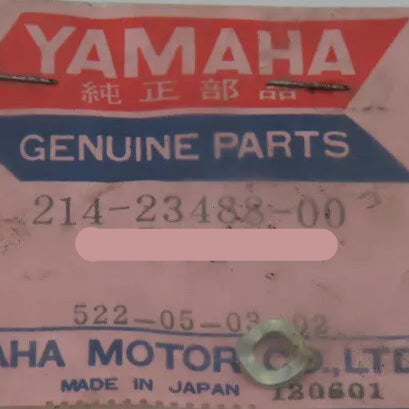 YAMAHA
純正部品
GENUINE PARTS
214-23488-00
522-05-03-02
AHA MOTOR CO., LTD
MADE IN JAPAN 120601